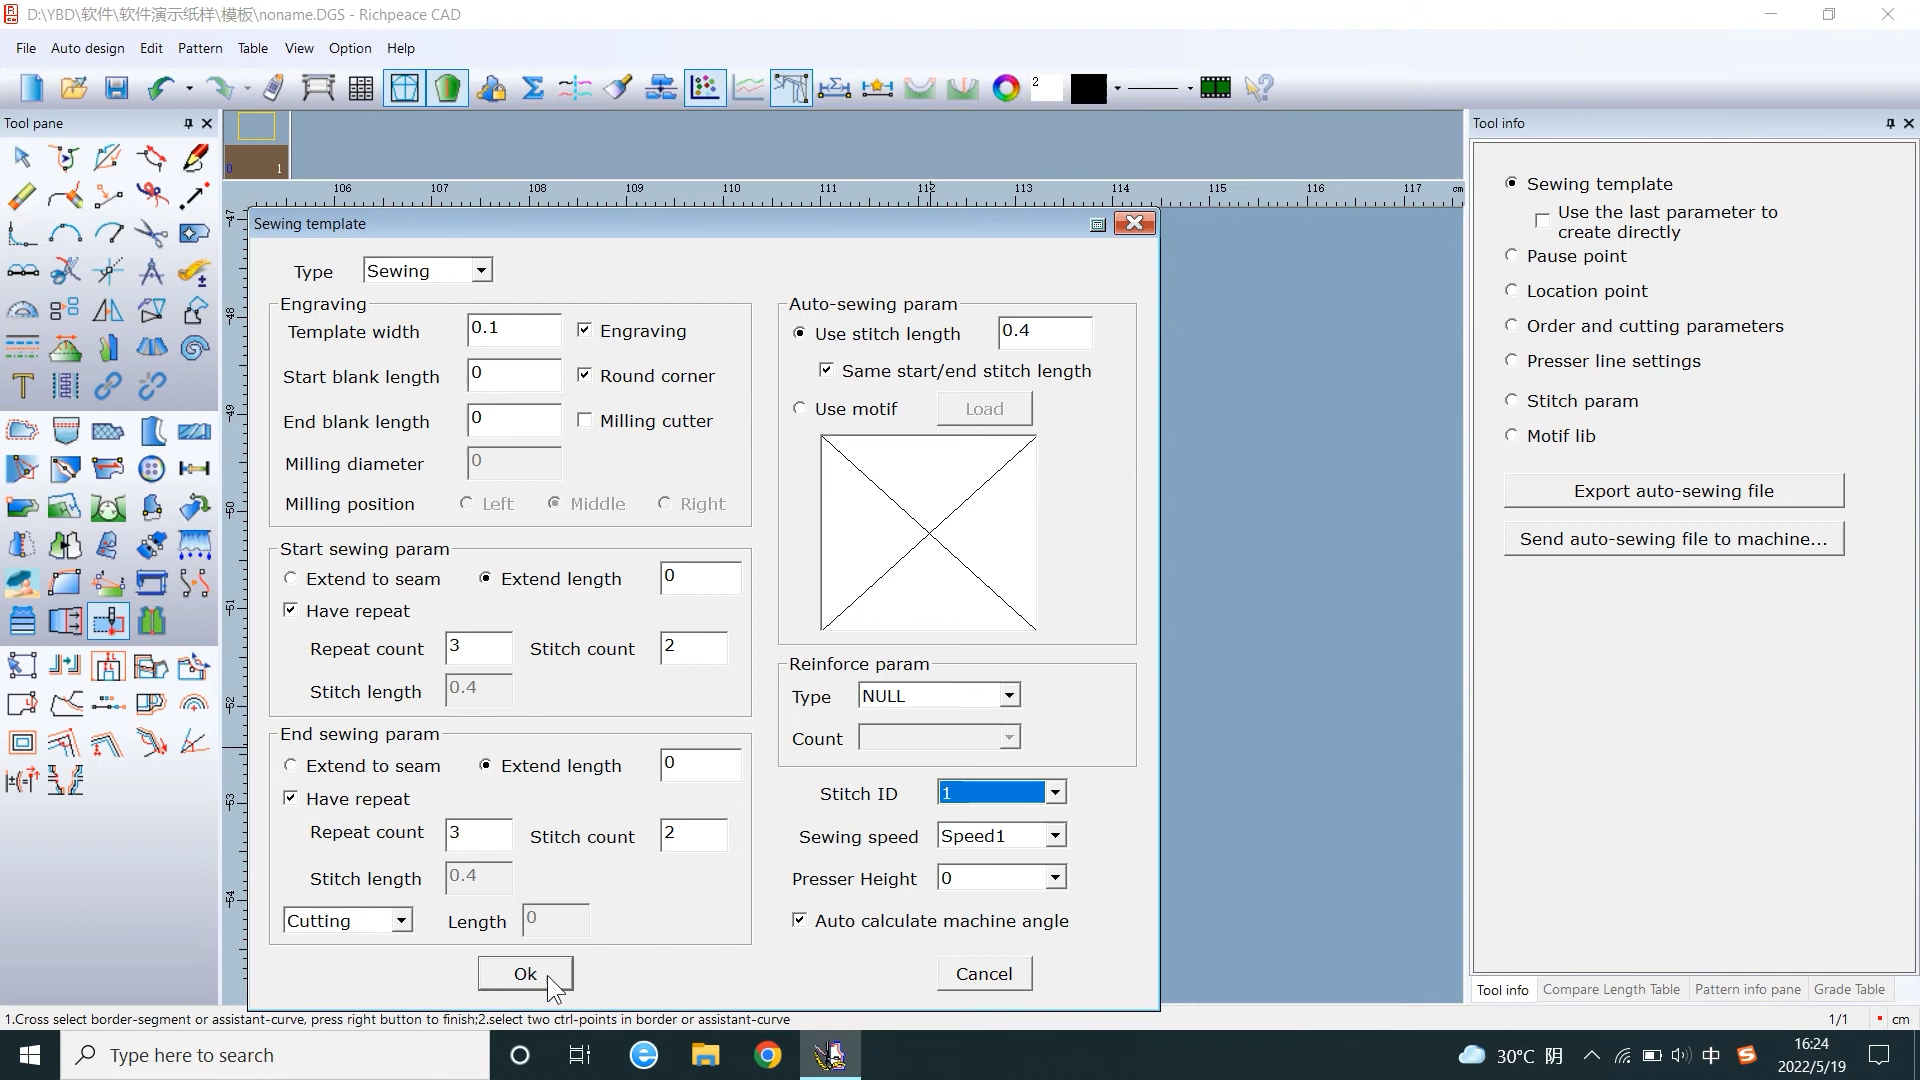 D:\YBD\软件\软件演示纸样\模板\noname.DGS - Richpeace CAD
File Auto design Edit Pattern Table View Option Help
2
Tool pane
0 1
106 107 108 109 110 111 112 113 114 115 116 117 cm
-47
-48
-49
-50
-51
-52
-53
-54
Sewing template
Type Sewing
Engraving
Template width 0.1 Engraving
Start blank length 0 Round corner
End blank length 0 Milling cutter
Milling diameter 0
Milling position Left Middle Right
Start sewing param
Extend to seam Extend length 0
Have repeat
Repeat count 3 Stitch count 2
Stitch length 0.4
End sewing param
Extend to seam Extend length 0
Have repeat
Repeat count 3 Stitch count 2
Stitch length 0.4
Cutting Length 0
Ok
Auto-sewing param
Use stitch length 0.4
Same start/end stitch length
Use motif Load
Reinforce param
Type NULL
Count
Stitch ID 1
Sewing speed Speed1
Presser Height 0
Auto calculate machine angle
Cancel
Tool info
Sewing template
Use the last parameter to
create directly
Pause point
Location point
Order and cutting parameters
Presser line settings
Stitch param
Motif lib
Export auto-sewing file
Send auto-sewing file to machine...
Tool info Compare Length Table Pattern info pane Grade Table
1.Cross select border-segment or assistant-curve, press right button to finish;2.select two ctrl-points in border or assistant-curve
1/1 cm
Type here to search
30°C 阴
中
16:24
2022/5/19